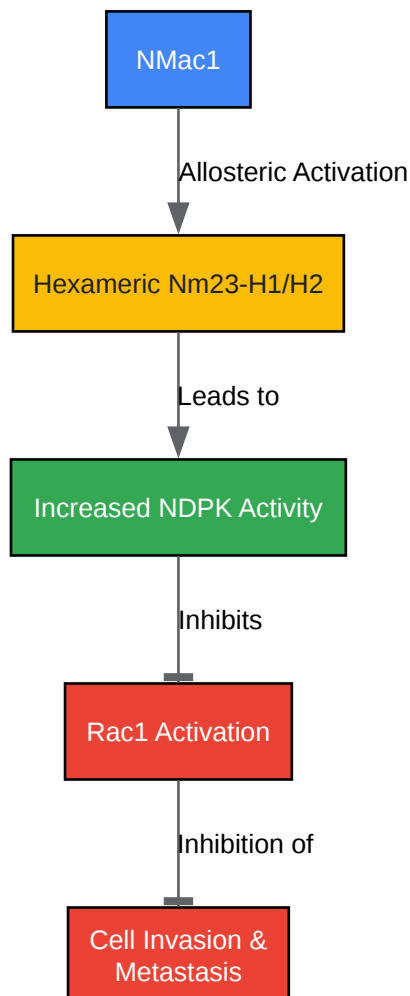 NMac1
Allosteric Activation
Hexameric Nm23-H1/H2
Leads to
Increased NDPK Activity
Inhibits
Rac1 Activation
Inhibition of
Cell Invasion &
Metastasis